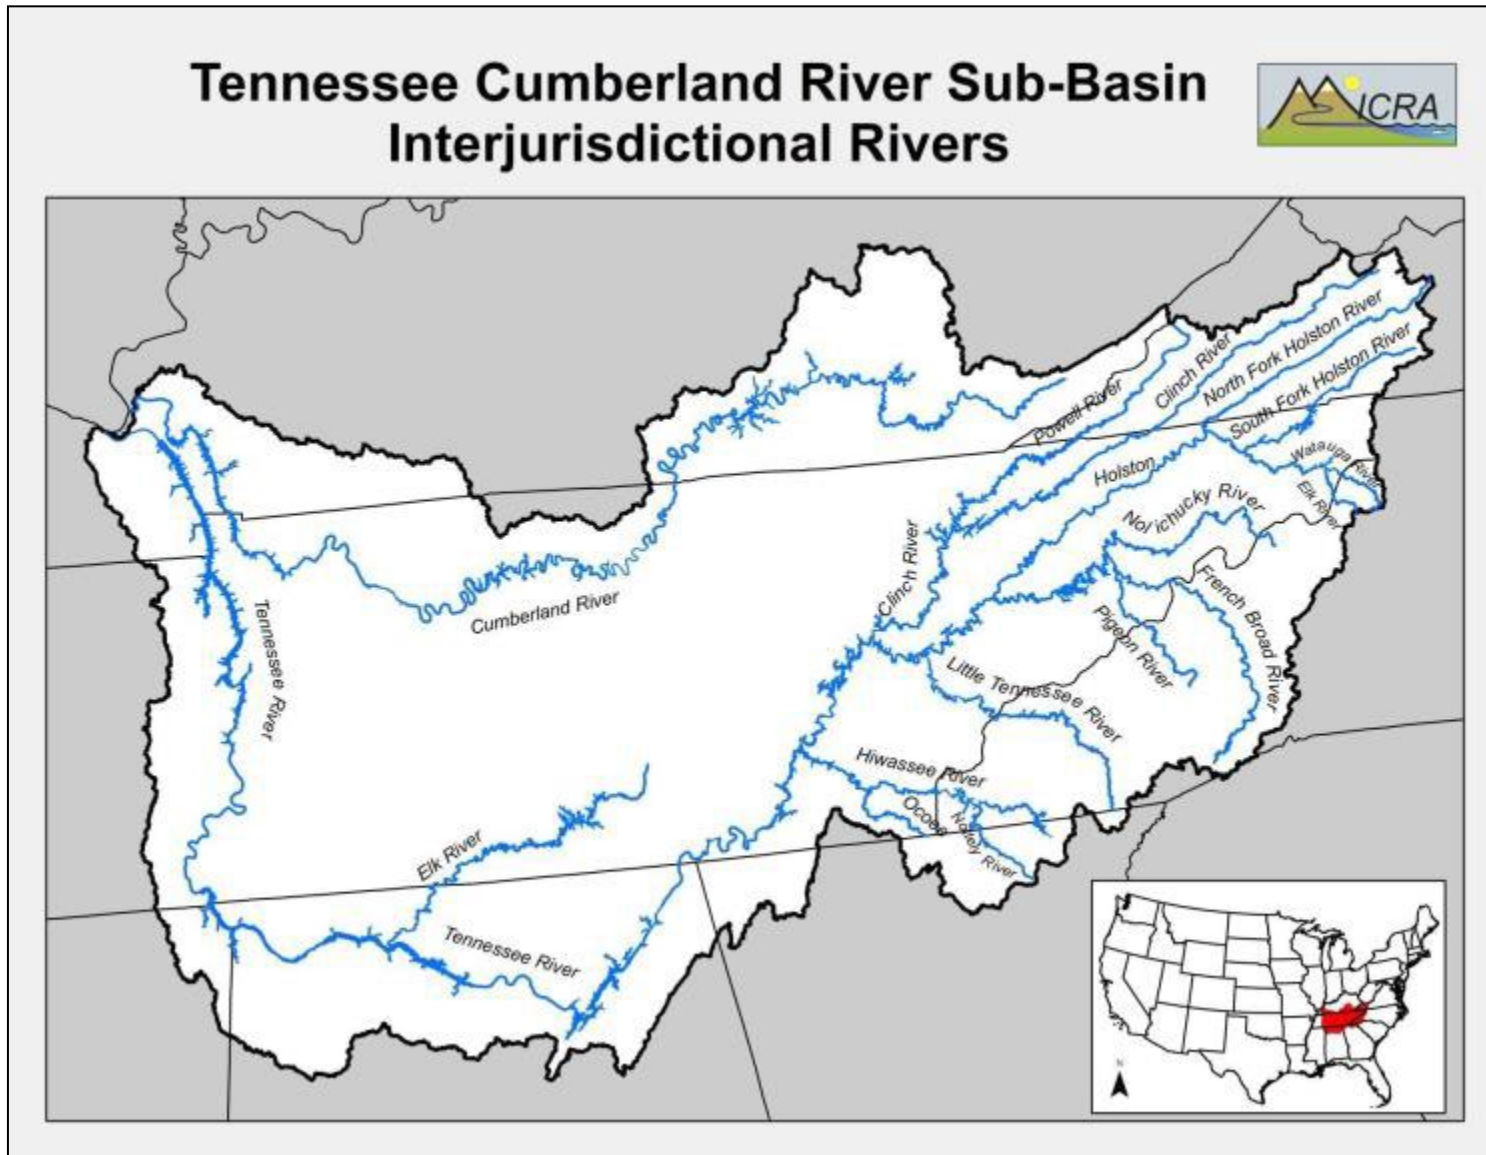 Tennessee Cumberland River Sub-Basin
Interjurisdictional Rivers
MICRA
Powell River
Clinch River
North Fork Holston River
South Fork Holston River
Holston
Watauga River
Elk River
Nolichucky River
Clinch River
French Broad River
Pigeon River
Cumberland River
Tennessee River
Little Tennessee River
Hiwassee River
Ocoee
Nottely River
Elk River
Tennessee River
N